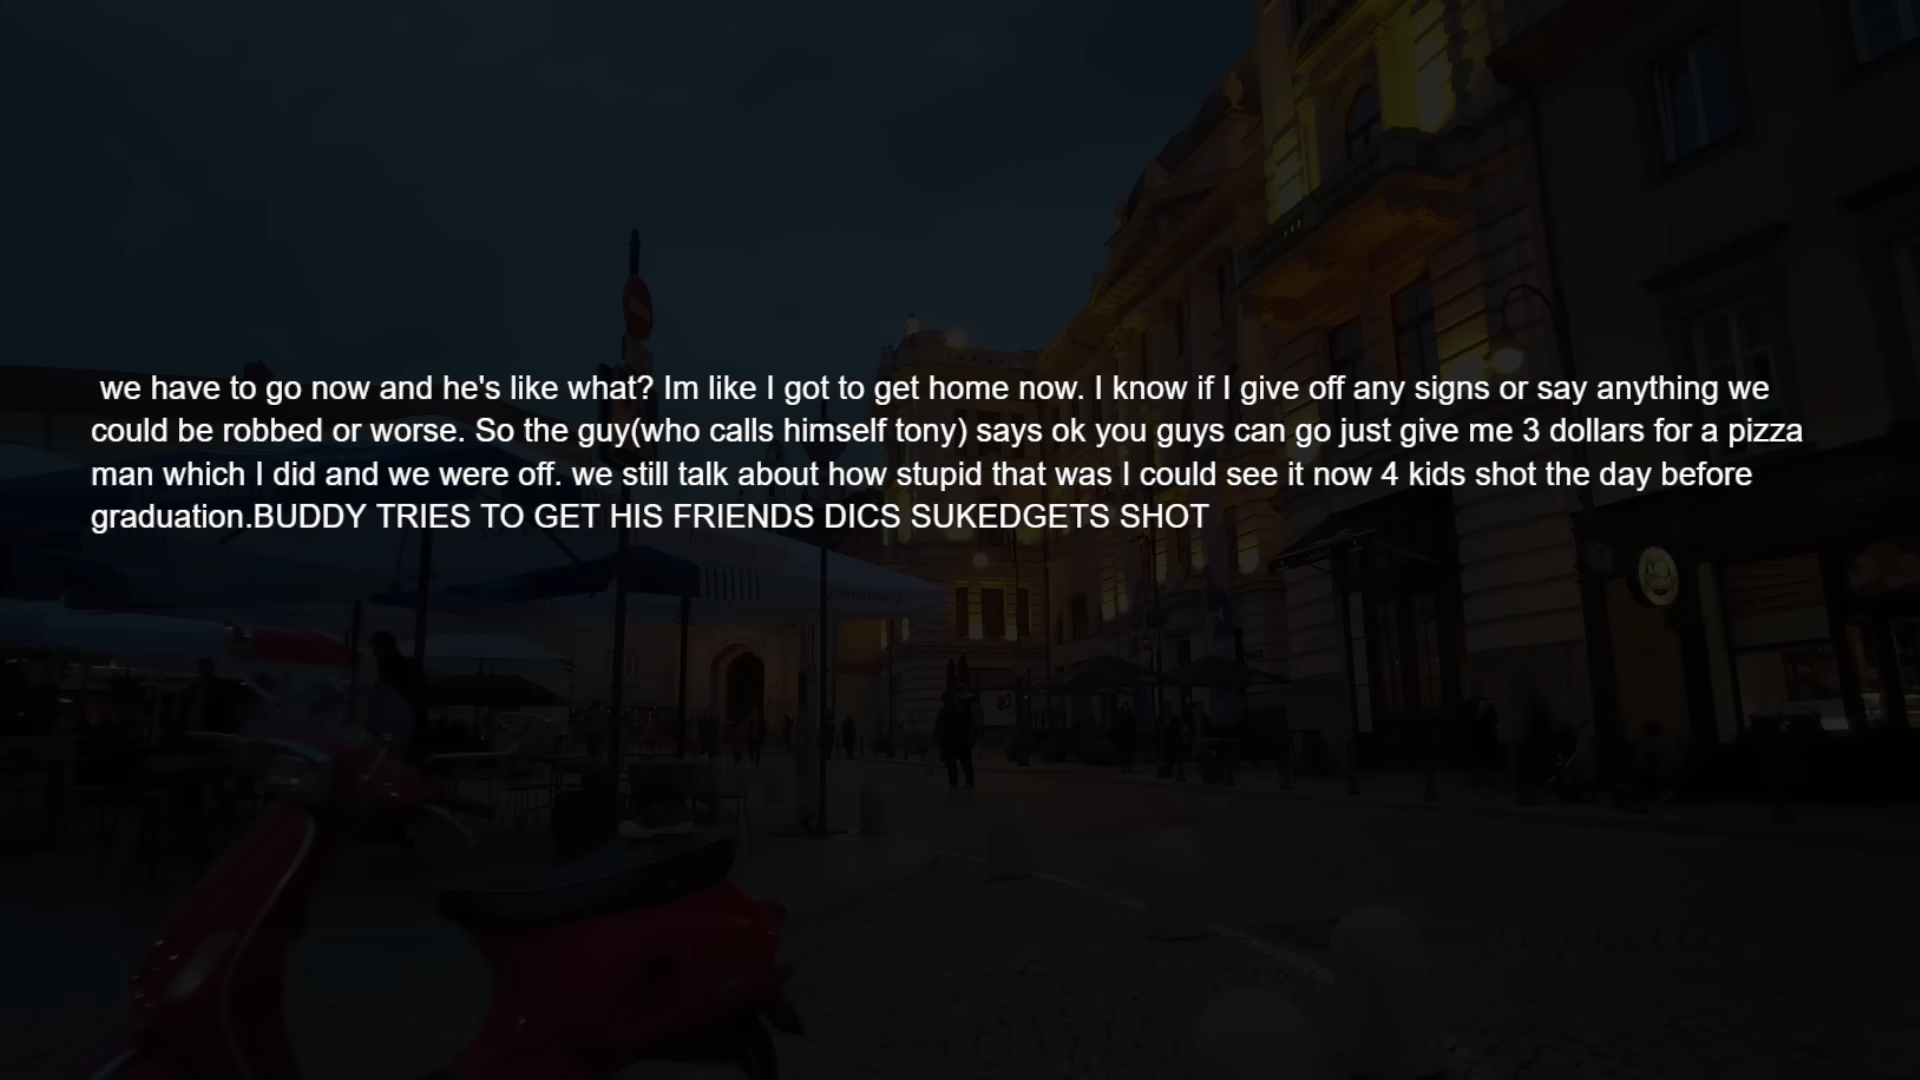 we have to go now and he's like what? Im like I got to get home now. I know if I give off any signs or say anything we
could be robbed or worse. So the guy(who calls himself tony) says ok you guys can go just give me 3 dollars for a pizza
man which I did and we were off. we still talk about how stupid that was I could see it now 4 kids shot the day before
graduation.BUDDY TRIES TO GET HIS FRIENDS DICS SUKEDGETS SHOT